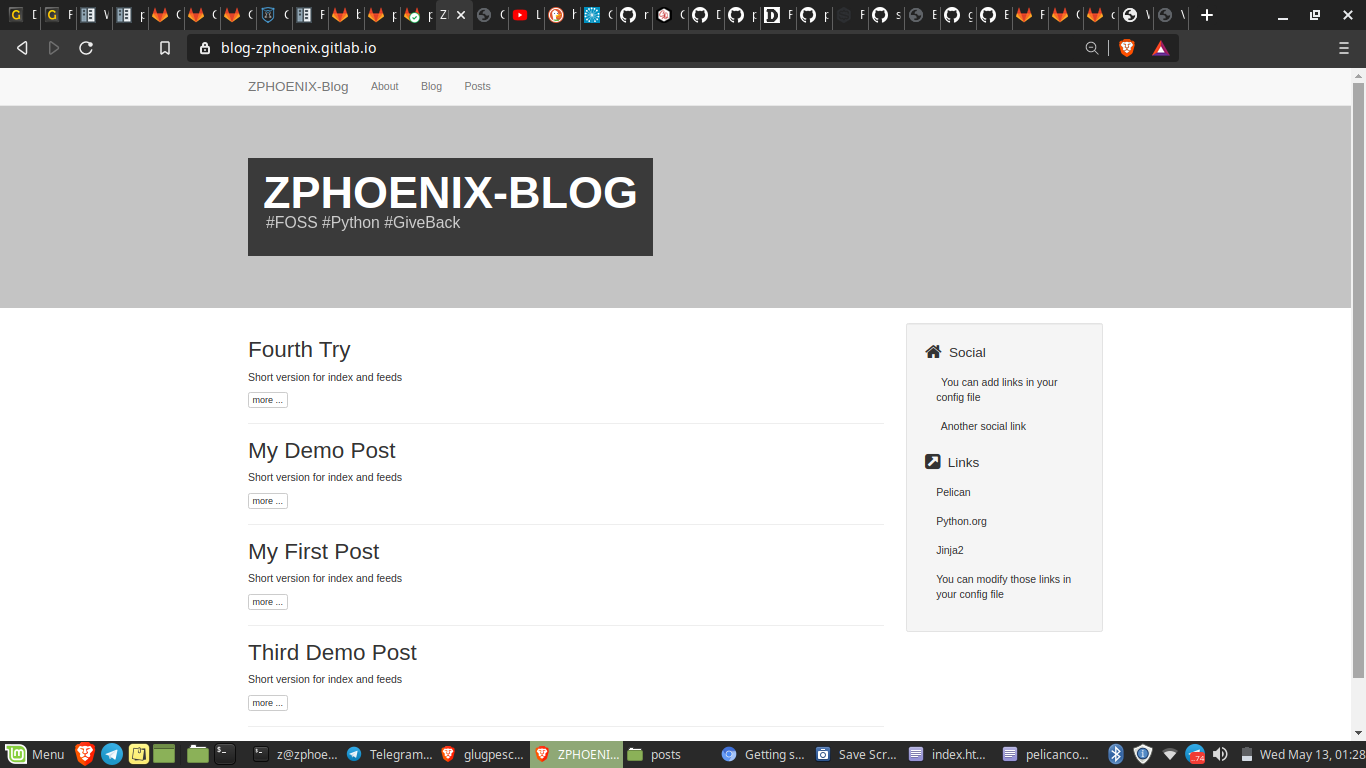 blog-zphoenix.gitlab.io
ZPHOENIX-Blog About Blog Posts
ZPHOENIX-BLOG
#FOSS #Python #GiveBack
Fourth Try
Short version for index and feeds
more ...
My Demo Post
Short version for index and feeds
more ...
My First Post
Short version for index and feeds
more ...
Third Demo Post
Short version for index and feeds
more ...
Social
You can add links in your
config file
Another social link
Links
Pelican
Python.org
Jinja2
You can modify those links in
your config file
Menu z@zphoe... Telegram... glugpesc... ZPHOENI... posts Getting s... Save Scr... index.ht... pelicanco... Wed May 13, 01:28